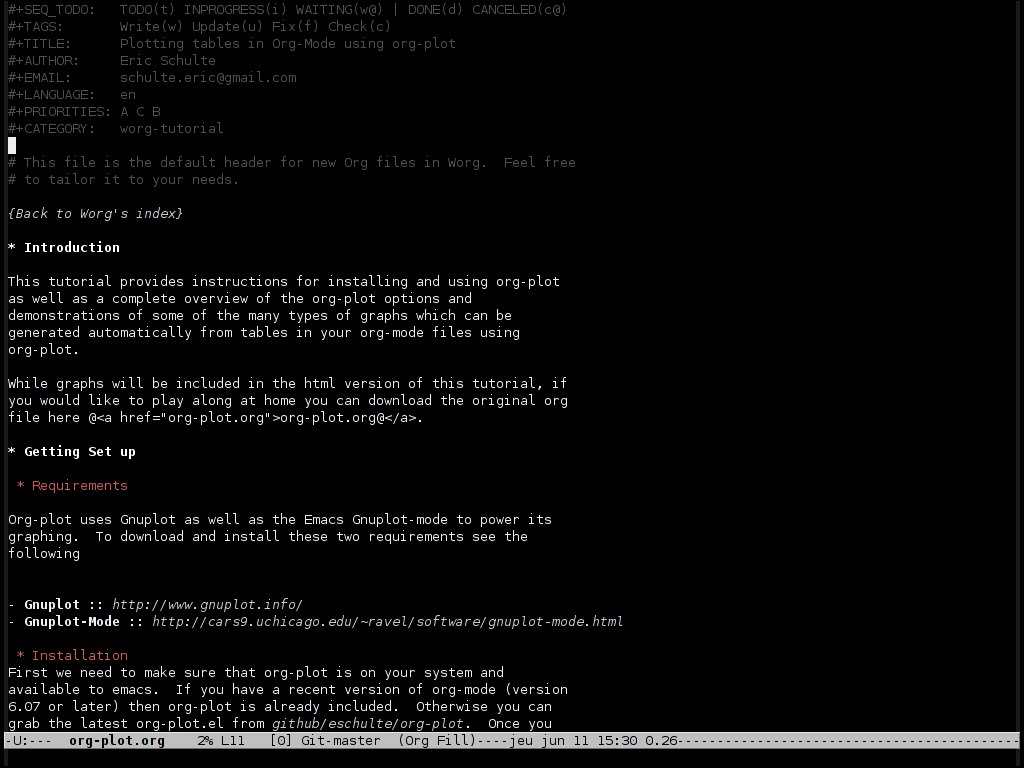 #+SEQ_TODO:   TODO(t) INPROGRESS(i) WAITING(w@) | DONE(d) CANCELED(c@)
#+TAGS:       Write(w) Update(u) Fix(f) Check(c)
#+TITLE:      Plotting tables in Org-Mode using org-plot
#+AUTHOR:     Eric Schulte
#+EMAIL:      schulte.eric@gmail.com
#+LANGUAGE:   en
#+PRIORITIES: A C B
#+CATEGORY:   worg-tutorial
# This file is the default header for new Org files in Worg.  Feel free
# to tailor it to your needs.
{Back to Worg's index}
* Introduction
This tutorial provides instructions for installing and using org-plot
as well as a complete overview of the org-plot options and
demonstrations of some of the many types of graphs which can be
generated automatically from tables in your org-mode files using
org-plot.
While graphs will be included in the html version of this tutorial, if
you would like to play along at home you can download the original org
file here @<a href="org-plot.org">org-plot.org@</a>.
* Getting Set up
 * Requirements
Org-plot uses Gnuplot as well as the Emacs Gnuplot-mode to power its
graphing.  To download and install these two requirements see the
following
- Gnuplot :: http://www.gnuplot.info/
- Gnuplot-Mode :: http://cars9.uchicago.edu/~ravel/software/gnuplot-mode.html
 * Installation
First we need to make sure that org-plot is on your system and
available to emacs.  If you have a recent version of org-mode (version
6.07 or later) then org-plot is already included.  Otherwise you can
grab the latest org-plot.el from github/eschulte/org-plot.  Once you
-U:---  org-plot.org    2% L11   [0] Git-master  (Org Fill)----jeu jun 11 15:30 0.26-------------------------------------------